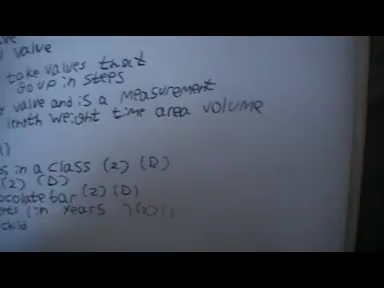 value
take values that
go up in steps
value and is a measurement
length weight time area volume
()
in a class (2) (D)
(2) (D)
bar (2) (D)
(in years ) (2) ()
child